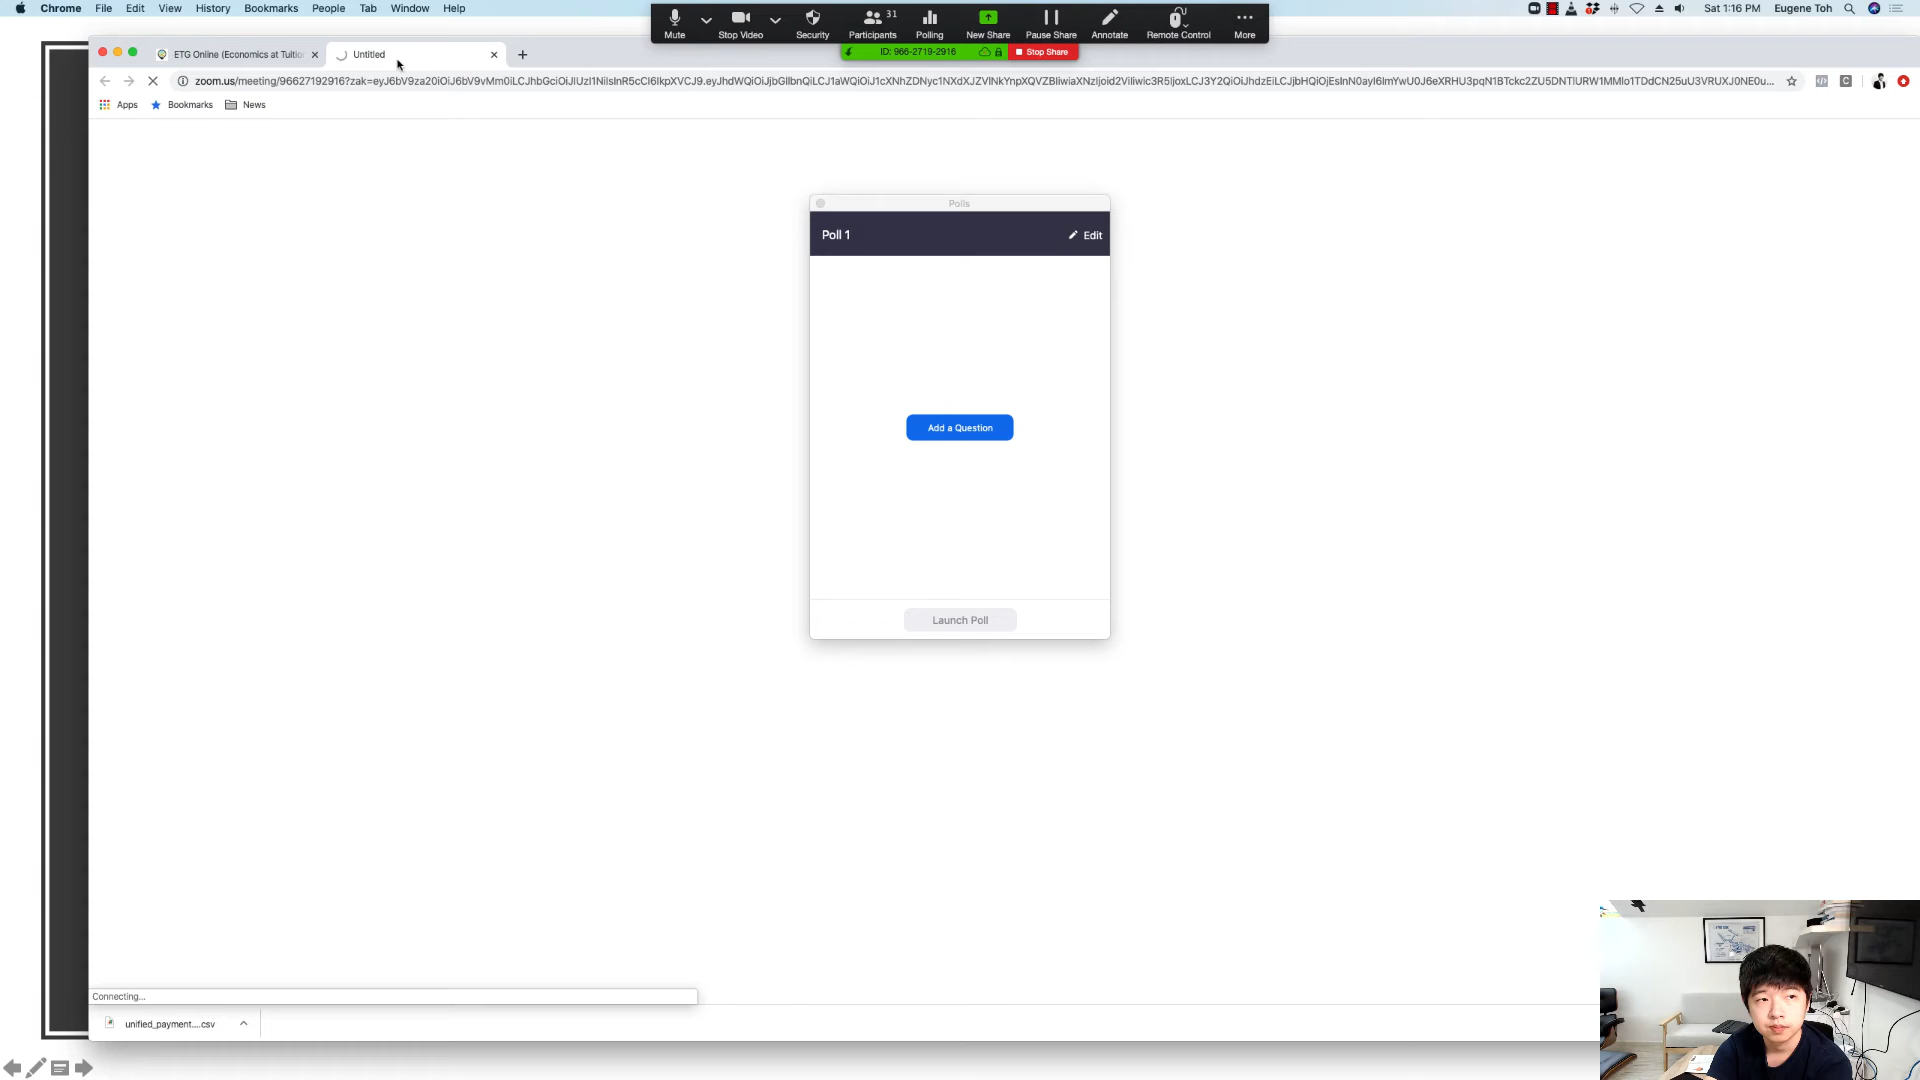 Chrome File Edit View History Bookmarks People Tab Window Help
Sat 1:16 PM Eugene Toh
31
Mute Stop Video Security Participants Polling New Share Pause Share Annotate Remote Control More
ID: 966-2719-2916 Stop Share
ETG Online (Economics at Tuitio
Untitled
Apps Bookmarks News
Polls
Poll 1
Edit
Add a Question
Launch Poll
Connecting...
unified_payment....csv